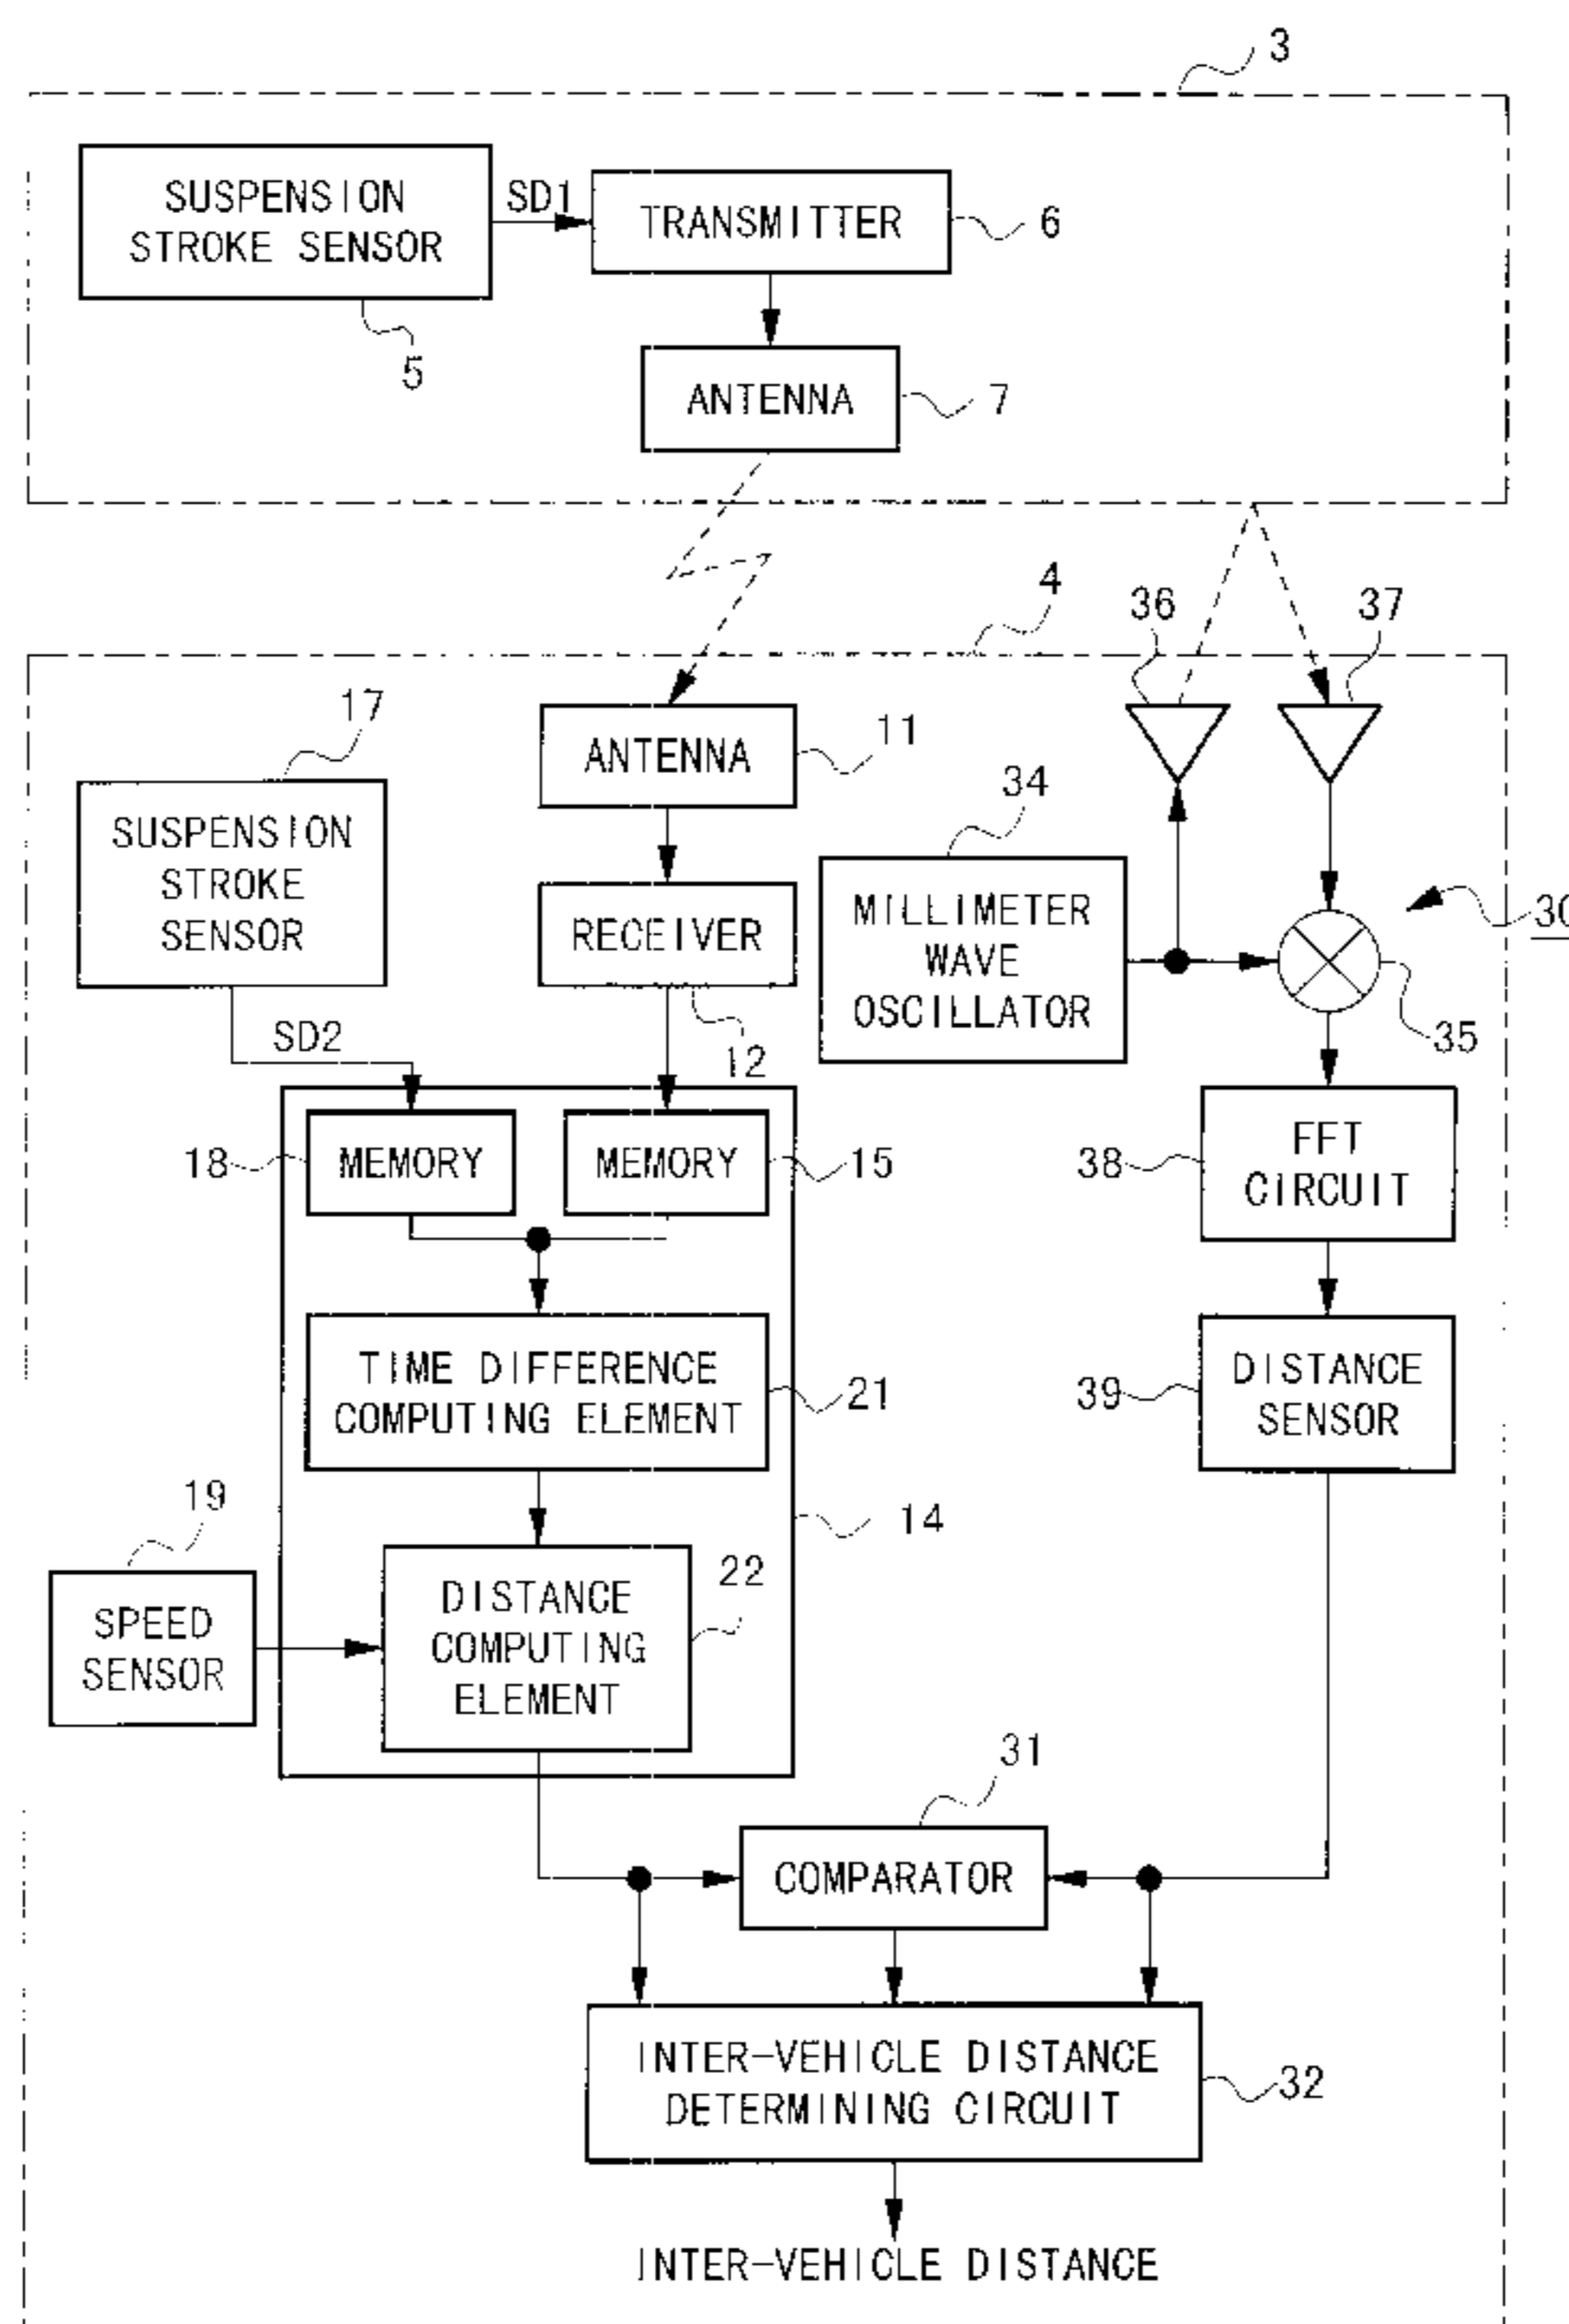 3
SUSPENSION
STROKE SENSOR
SD1
TRANSMITTER
6
5
ANTENNA
7
4
36
37
17
ANTENNA
11
34
SUSPENSION
STROKE
SENSOR
RECEIVER
MILLIMETER
WAVE
OSCILLATOR
30
35
SD2
12
18
MEMORY
MEMORY
15
38
FFT
CIRCUIT
TIME DIFFERENCE
COMPUTING ELEMENT
21
39
DISTANCE
SENSOR
19
14
SPEED
SENSOR
DISTANCE
COMPUTING
ELEMENT
22
31
COMPARATOR
INTER-VEHICLE DISTANCE
DETERMINING CIRCUIT
32
INTER-VEHICLE DISTANCE